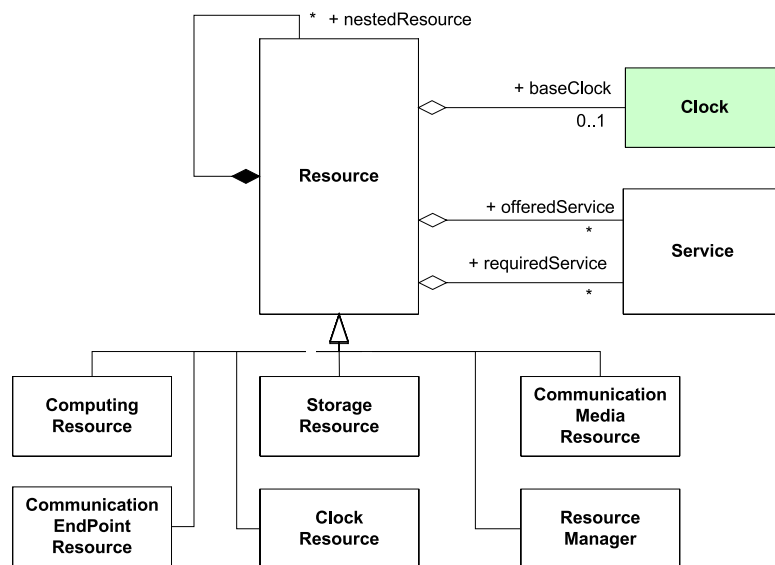 * + nestedResource
+ baseClock
0..1
Clock
Resource
+ offeredService
*
+ requiredService
*
Service
Computing
Resource
Storage
Resource
Communication
Media
Resource
Communication
EndPoint
Resource
Clock
Resource
Resource
Manager